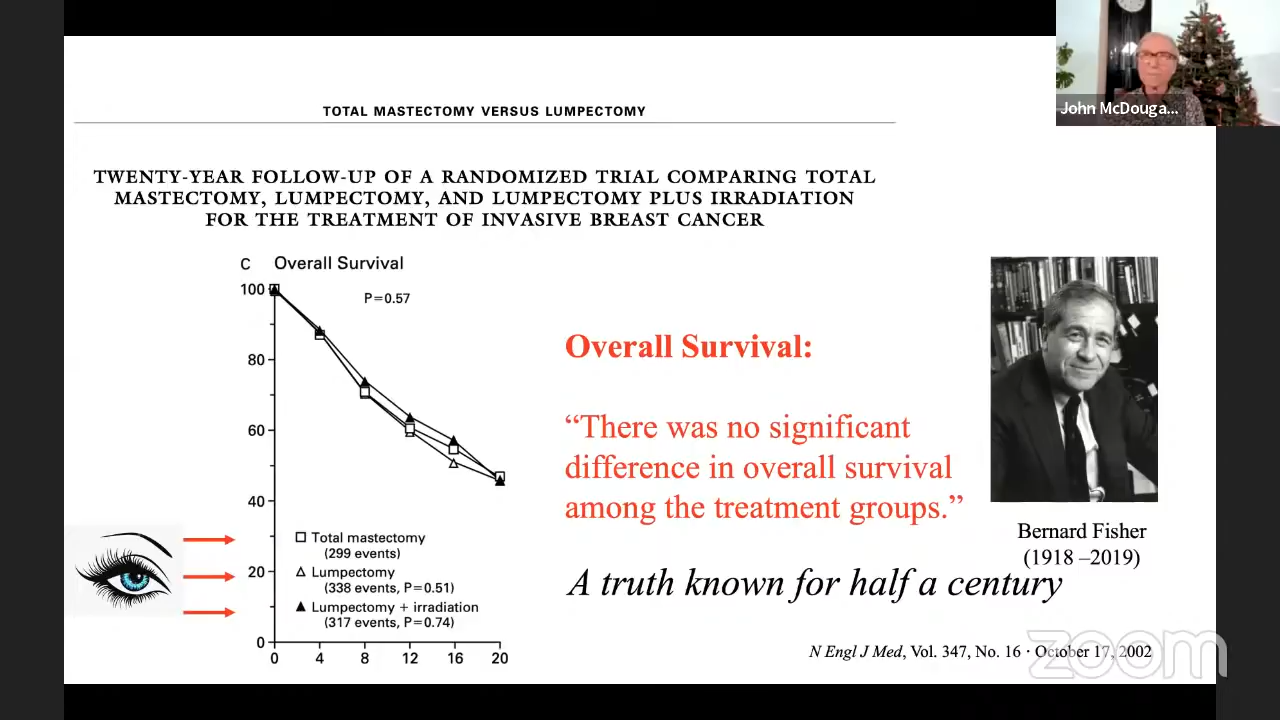 John McDouga...
TOTAL MASTECTOMY VERSUS LUMPECTOMY
TWENTY-YEAR FOLLOW-UP OF A RANDOMIZED TRIAL COMPARING TOTAL
MASTECTOMY, LUMPECTOMY, AND LUMPECTOMY PLUS IRRADIATION
FOR THE TREATMENT OF INVASIVE BREAST CANCER
C Overall Survival
P=0.57
100
80
60
40
20
0
0 4 8 12 16 20
Total mastectomy
(299 events)
Lumpectomy
(338 events, P=0.51)
Lumpectomy + irradiation
(317 events, P=0.74)
Overall Survival:
“There was no significant
difference in overall survival
among the treatment groups.”
A truth known for half a century
Bernard Fisher
(1918 –2019)
N Engl J Med, Vol. 347, No. 16 · October 17, 2002
zoom